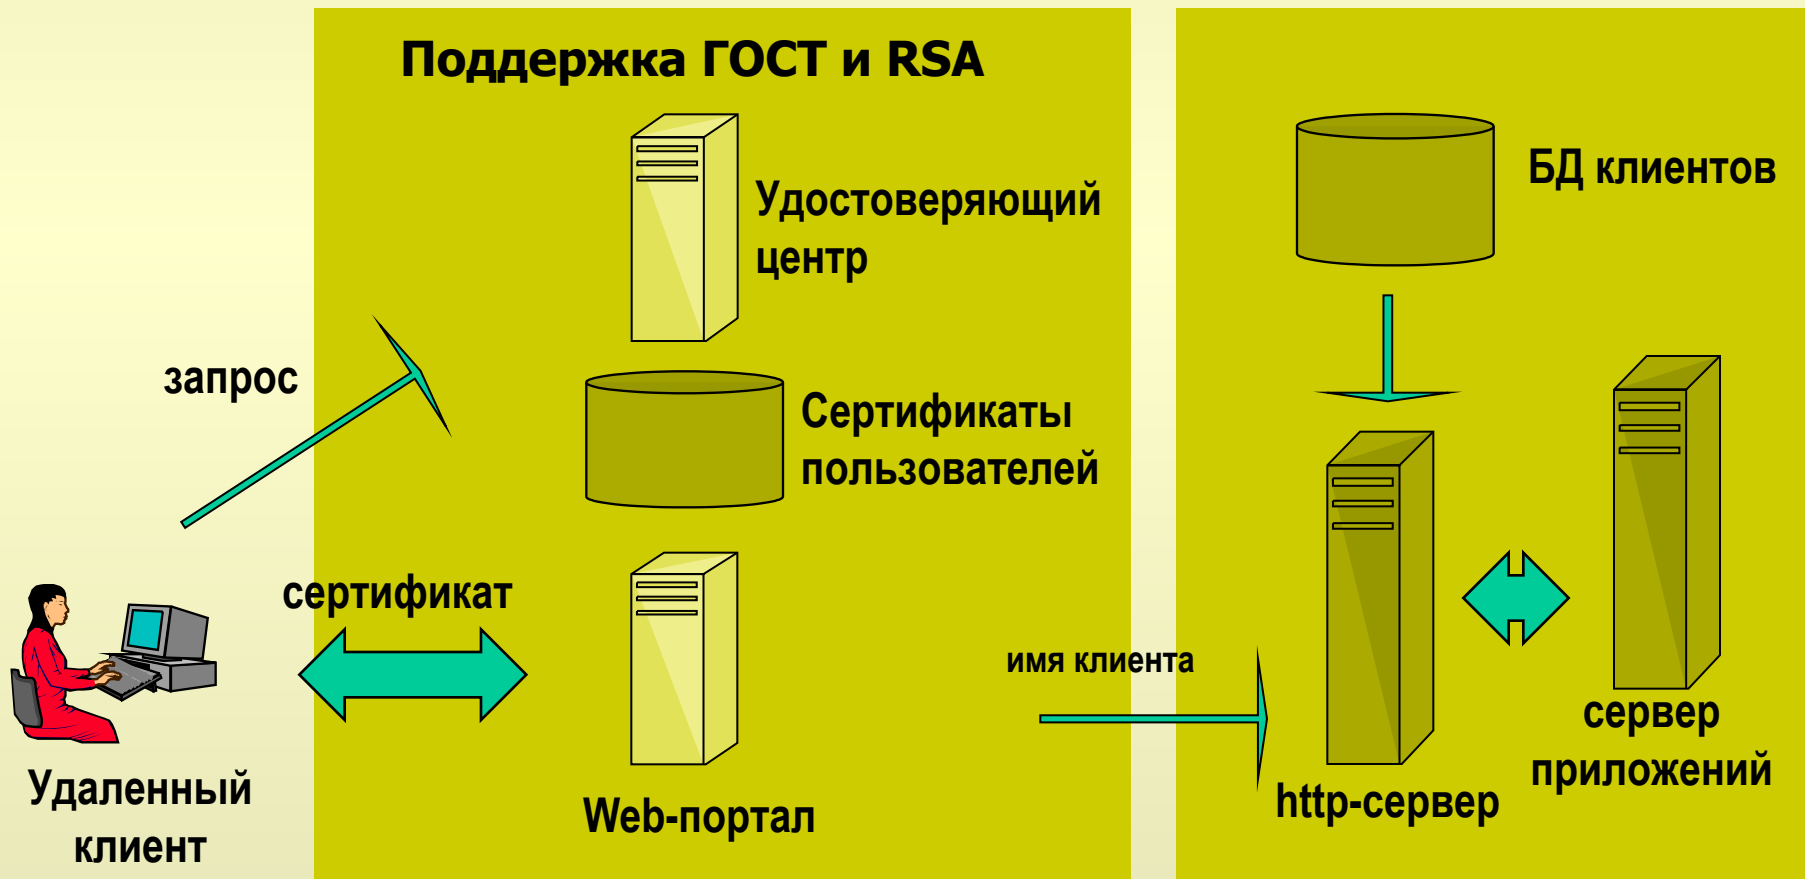 Поддержка ГОСТ и RSA
Удостоверяющий
центр
БД клиентов
запрос
Сертификаты
пользователей
сертификат
имя клиента
Удаленный
клиент
Web-портал
http-сервер
сервер
приложений